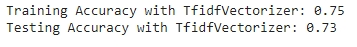 Training Accuracy with TfidfVectorizer: 0.75
Testing Accuracy with TfidfVectorizer: 0.73